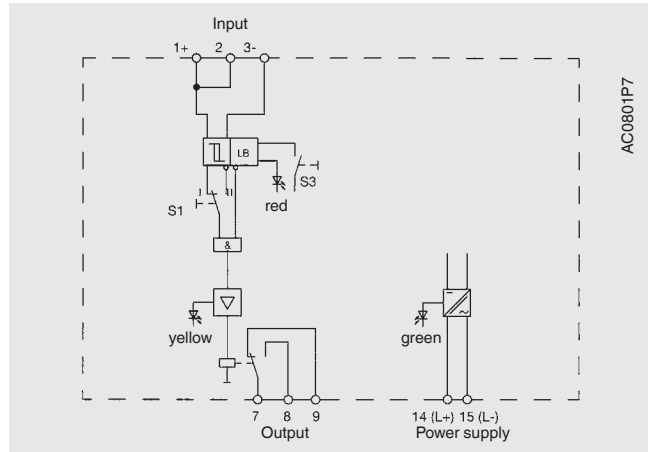 Input
1+ 2 3-
AC0801P7
LB
S3
I II
red
S1
&
yellow
green
7 8 9 14 (L+) 15 (L-)
Output Power supply